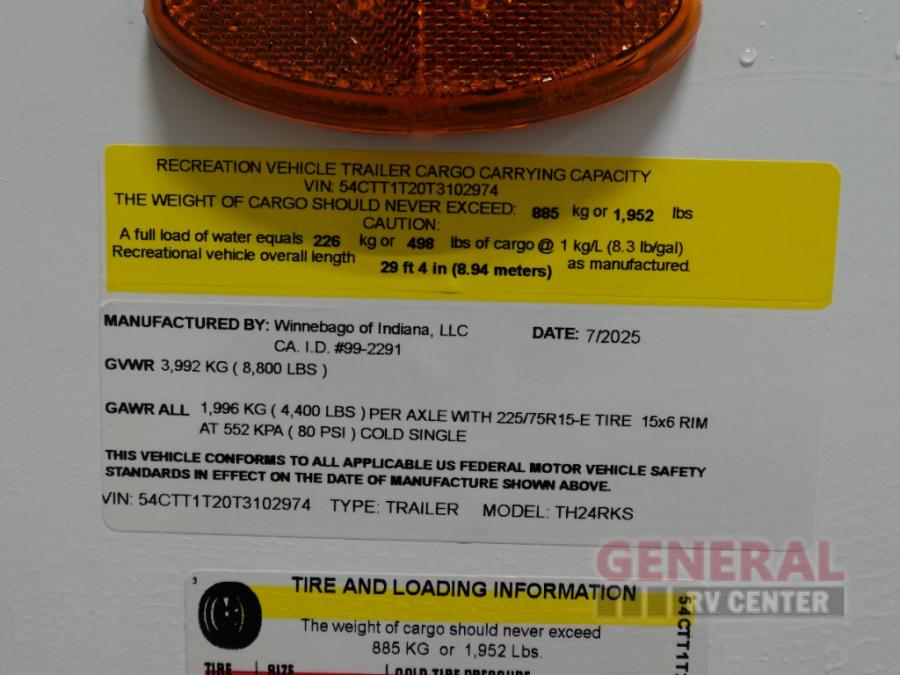 RECREATION VEHICLE TRAILER CARGO CARRYING CAPACITY
VIN: 54CTT1T20T3102974
THE WEIGHT OF CARGO SHOULD NEVER EXCEED: 885 kg or 1,952 lbs
CAUTION:
A full load of water equals 226 kg or 498 lbs of cargo @ 1 kg/L (8.3 lb/gal)
Recreational vehicle overall length 29 ft 4 in (8.94 meters) as manufactured.
MANUFACTURED BY: Winnebago of Indiana, LLC DATE: 7/2025
CA. I.D. #99-2291
GVWR 3,992 KG ( 8,800 LBS )
GAWR ALL 1,996 KG ( 4,400 LBS ) PER AXLE WITH 225/75R15-E TIRE 15x6 RIM
AT 552 KPA ( 80 PSI ) COLD SINGLE
THIS VEHICLE CONFORMS TO ALL APPLICABLE US FEDERAL MOTOR VEHICLE SAFETY
STANDARDS IN EFFECT ON THE DATE OF MANUFACTURE SHOWN ABOVE.
VIN: 54CTT1T20T3102974 TYPE: TRAILER MODEL: TH24RKS
GENERAL
RV CENTER
3
TIRE AND LOADING INFORMATION
The weight of cargo should never exceed
885 KG or 1,952 Lbs.
TIRE SIZE COLD TIRE PRESSURE
54CTT1T